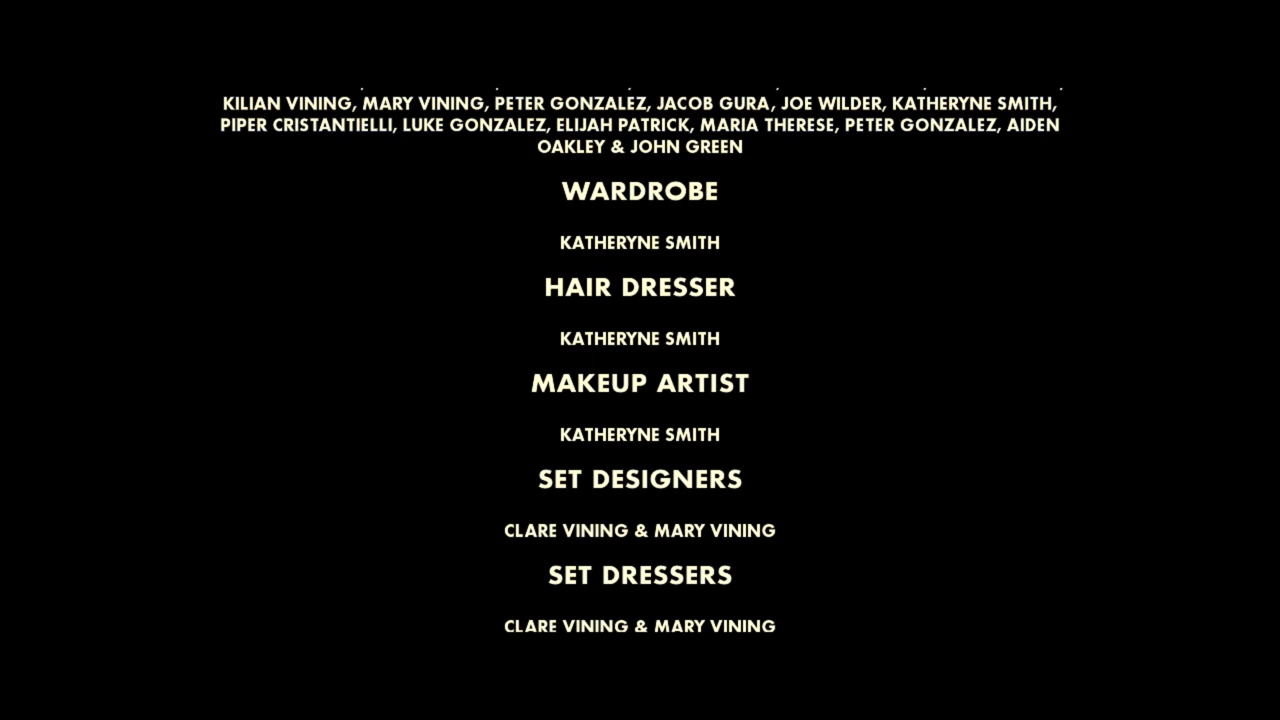 KILIAN VINING, MARY VINING, PETER GONZALEZ, JACOB GURA, JOE WILDER, KATHERYNE SMITH,
PIPER CRISTANTIELLI, LUKE GONZALEZ, ELIJAH PATRICK, MARIA THERESE, PETER GONZALEZ, AIDEN
OAKLEY & JOHN GREEN
WARDROBE
KATHERYNE SMITH
HAIR DRESSER
KATHERYNE SMITH
MAKEUP ARTIST
KATHERYNE SMITH
SET DESIGNERS
CLARE VINING & MARY VINING
SET DRESSERS
CLARE VINING & MARY VINING